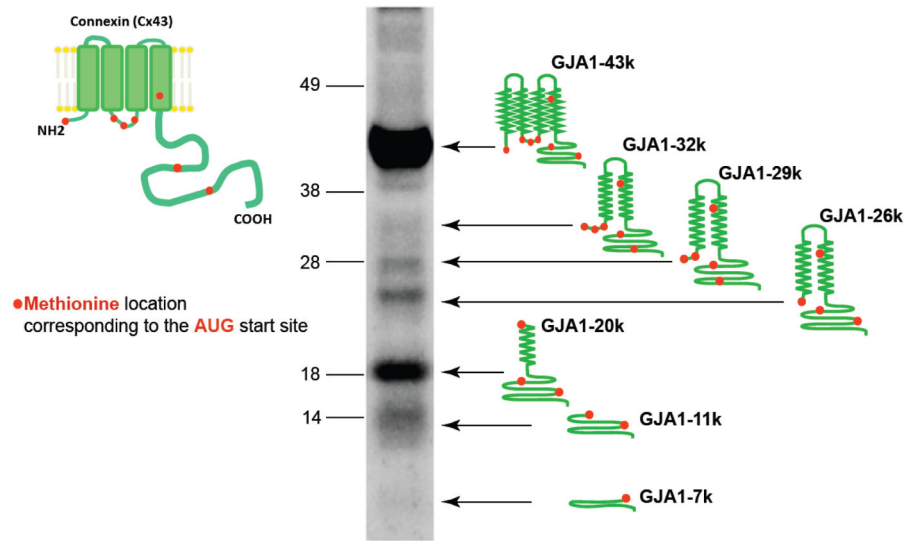 Connexin (Cx43)
NH2
COOH
Methionine location
corresponding to the AUG start site
49
38
28
18
14
GJA1-43k
GJA1-32k
GJA1-29k
GJA1-26k
GJA1-20k
GJA1-11k
GJA1-7k